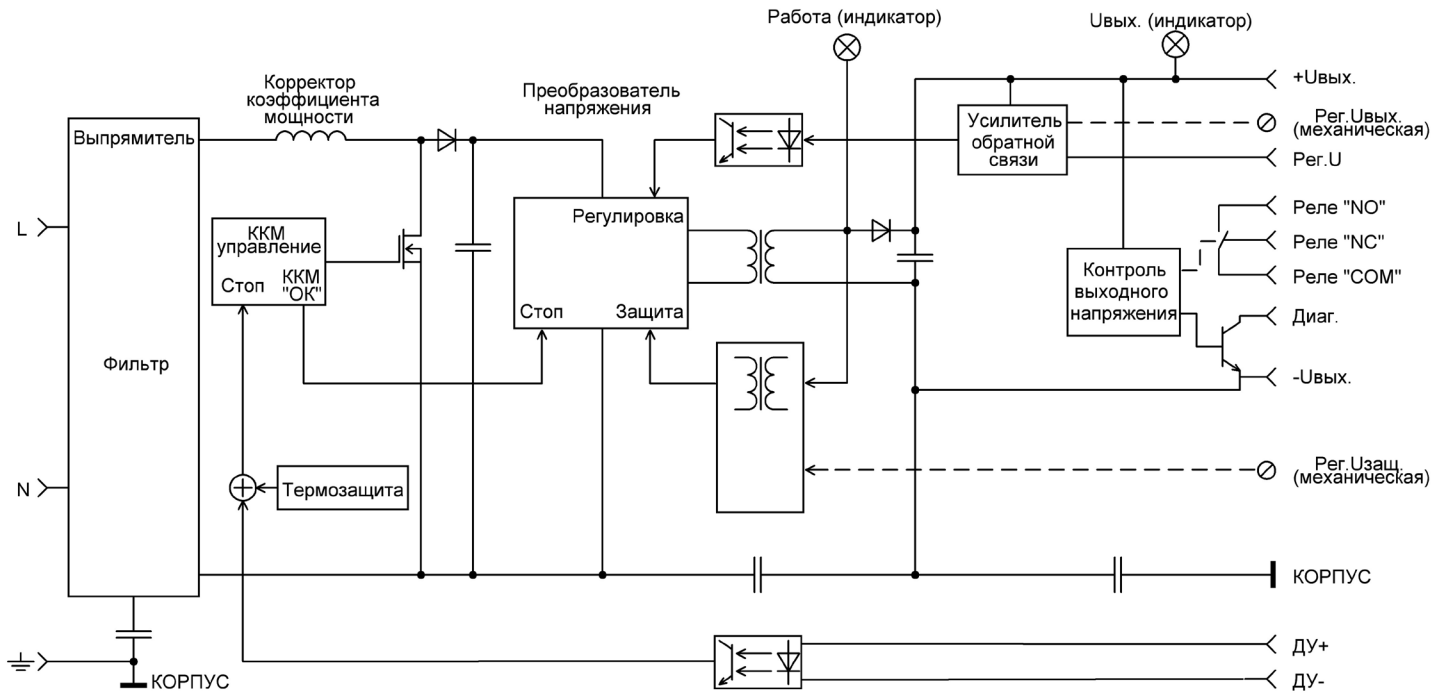 Работа (индикатор)
Uвых. (индикатор)
Корректор
коэффициента
мощности
Преобразователь
напряжения
+Uвых.
Выпрямитель
Усилитель
обратной
связи
Рег.Uвых.
(механическая)
Рег.U
L
ККМ
управление
Стоп
ККМ
"ОК"
Регулировка
Стоп
Защита
Реле "NO"
Реле "NC"
Реле "COM"
Контроль
выходного
напряжения
Диаг.
-Uвых.
Фильтр
N
Термозащита
Рег.Uзащ.
(механическая)
КОРПУС
ДУ+
ДУ-
КОРПУС